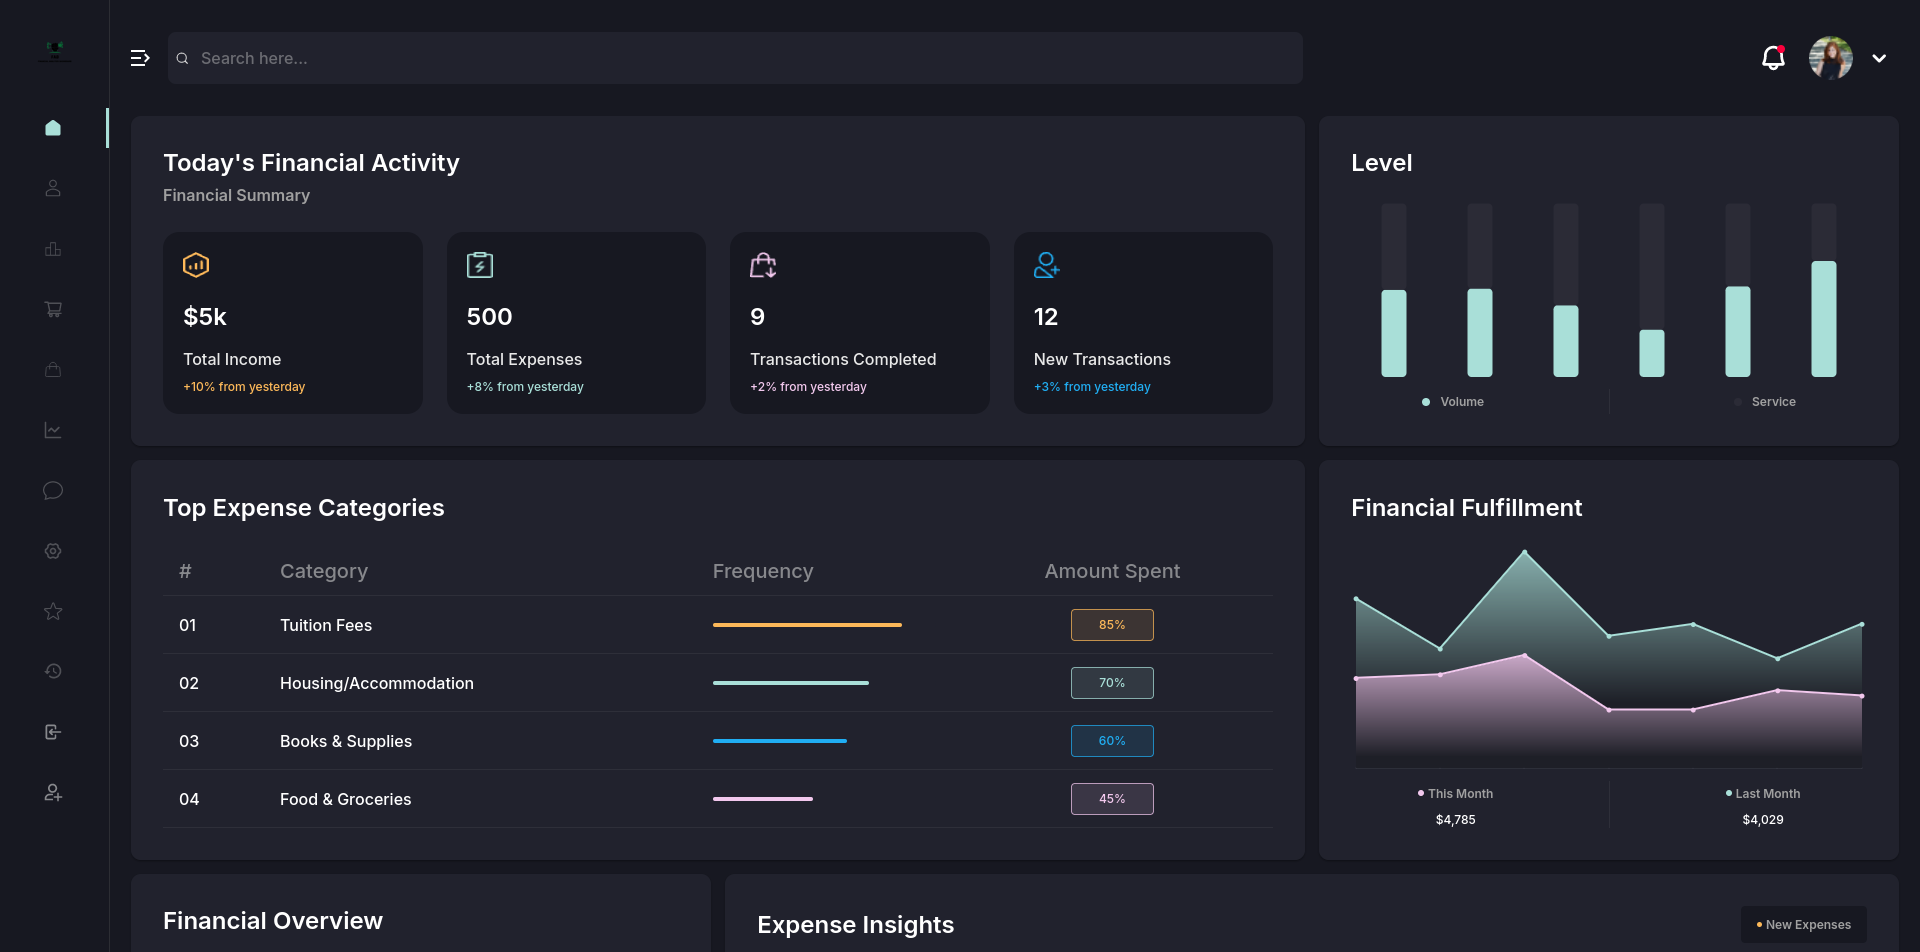 Search here...
Today's Financial Activity
Financial Summary
$5k
Total Income
+10% from yesterday
500
Total Expenses
+8% from yesterday
9
Transactions Completed
+2% from yesterday
12
New Transactions
+3% from yesterday
Level
Volume
Service
Top Expense Categories
# Category Frequency Amount Spent
01 Tuition Fees 85%
02 Housing/Accommodation 70%
03 Books & Supplies 60%
04 Food & Groceries 45%
Financial Fulfillment
This Month
$4,785
Last Month
$4,029
Financial Overview
Expense Insights
New Expenses